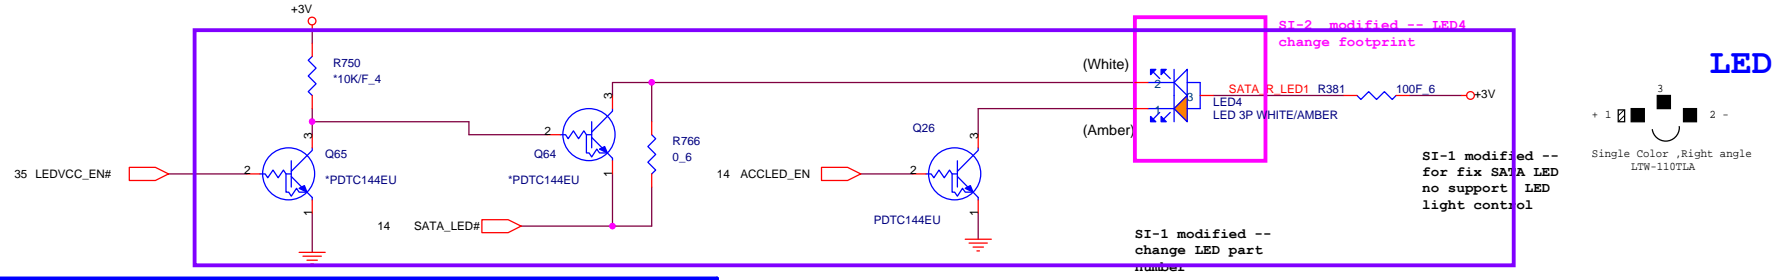 +3V
SI-2 modified -- LED4
change footprint
LED
R750
*10K/F_4
(White)
3
2
SATA_R_LED1
R381
100F_6
+3V
3
1
LED4
LED 3P WHITE/AMBER
(Amber)
3
+ 1
2 -
Single Color ,Right angle
LTW-110TLA
3
2
Q64
*PDTC144EU
1
R766
0_6
Q26
3
Q65
3
35 LEDVCC_EN#
2
*PDTC144EU
1
14 ACCLED_EN
2
PDTC144EU
1
14 SATA_LED#
SI-1 modified --
for fix SATA LED
no support LED
light control
SI-1 modified --
change LED part
number